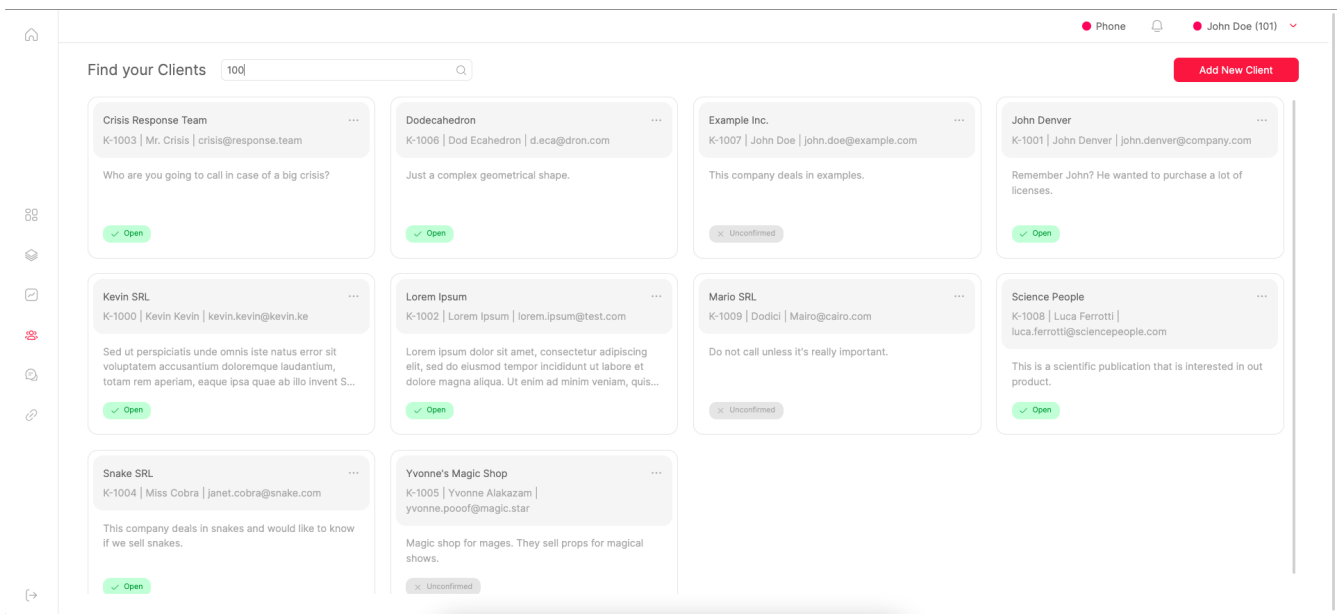 Phone
John Doe (101)
Find your Clients
100
Add New Client
Crisis Response Team
K-1003 | Mr. Crisis | crisis@response.team
Who are you going to call in case of a big crisis?
Open
Dodecahedron
K-1006 | Dod Ecahedron | d.eca@dron.com
Just a complex geometrical shape.
Open
Example Inc.
K-1007 | John Doe | john.doe@example.com
This company deals in examples.
Unconfirmed
John Denver
K-1001 | John Denver | john.denver@company.com
Remember John? He wanted to purchase a lot of
licenses.
Open
Kevin SRL
K-1000 | Kevin Kevin | kevin.kevin@kevin.ke
Sed ut perspiciatis unde omnis iste natus error sit
voluptatem accusantium doloremque laudantium,
totam rem aperiam, eaque ipsa quae ab illo invent S...
Open
Lorem Ipsum
K-1002 | Lorem Ipsum | lorem.ipsum@test.com
Lorem ipsum dolor sit amet, consectetur adipiscing
elit, sed do eiusmod tempor incididunt ut labore et
dolore magna aliqua. Ut enim ad minim veniam, quis...
Open
Mario SRL
K-1009 | Dodici | Mairo@cairo.com
Do not call unless it's really important.
Unconfirmed
Science People
K-1008 | Luca Ferrotti |
luca.ferrotti@sciencepeople.com
This is a scientific publication that is interested in out
product.
Open
Snake SRL
K-1004 | Miss Cobra | janet.cobra@snake.com
This company deals in snakes and would like to know
if we sell snakes.
Open
Yvonne's Magic Shop
K-1005 | Yvonne Alakazam |
yvonne.pooof@magic.star
Magic shop for mages. They sell props for magical
shows.
Unconfirmed